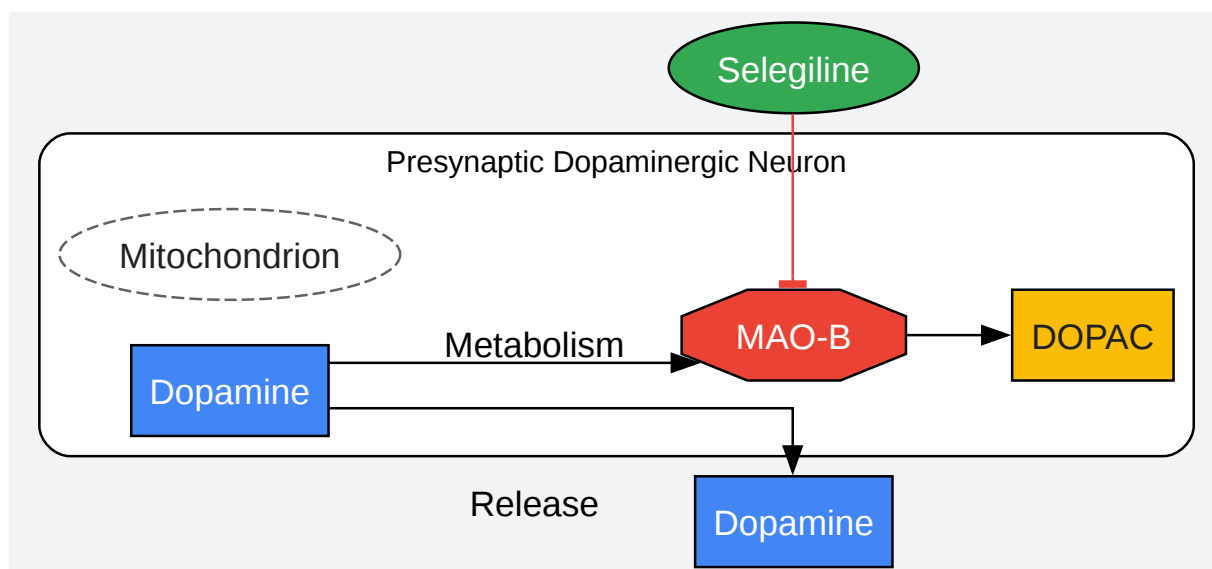 Selegiline
Presynaptic Dopaminergic Neuron
Mitochondrion
Metabolism
MAO-B
DOPAC
Dopamine
Release
Dopamine